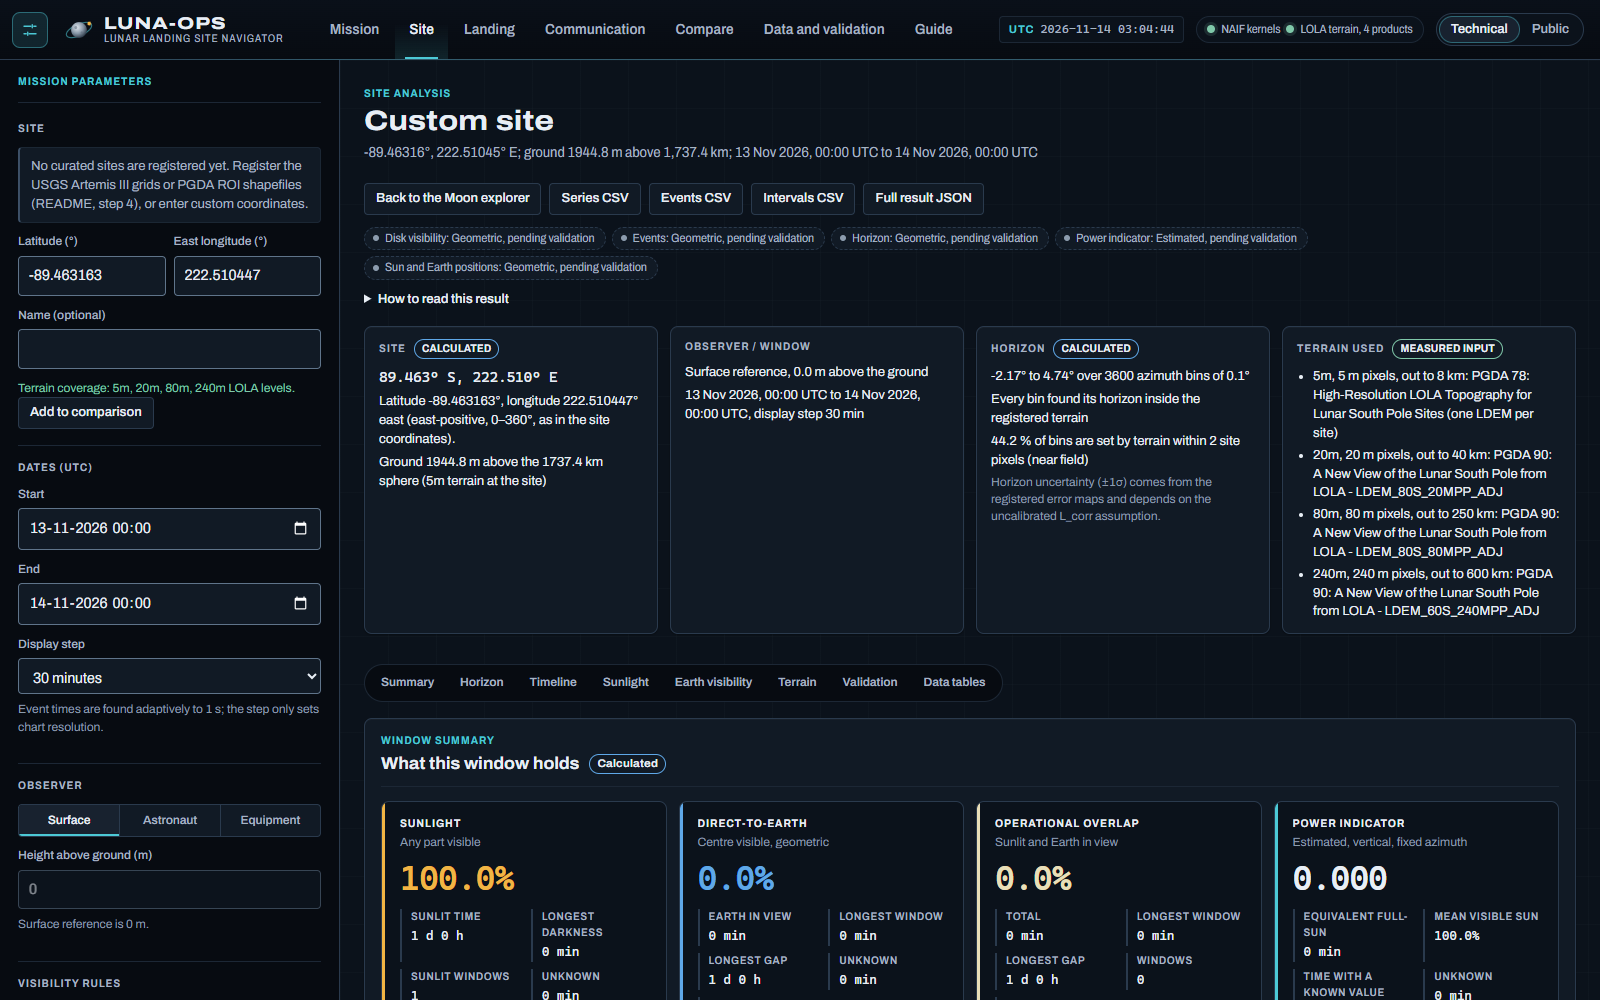 LUNA-OPS
LUNAR LANDING SITE NAVIGATOR
Mission
Site
Landing
Communication
Compare
Data and validation
Guide
UTC 2026-11-14 03:04:44
NAIF kernels
LOLA terrain, 4 products
Technical
Public
MISSION PARAMETERS
SITE
No curated sites are registered yet. Register the
USGS Artemis III grids or PGDA ROI shapefiles
(README, step 4), or enter custom coordinates.
Latitude (°)
East longitude (°)
-89.463163
222.510447
Name (optional)
Terrain coverage: 5m, 20m, 80m, 240m LOLA levels.
Add to comparison
DATES (UTC)
Start
13-11-2026 00:00
End
14-11-2026 00:00
Display step
30 minutes
Event times are found adaptively to 1 s; the step only sets
chart resolution.
OBSERVER
Surface
Astronaut
Equipment
Height above ground (m)
0
Surface reference is 0 m.
VISIBILITY RULES
SITE ANALYSIS
Custom site
-89.46316°, 222.51045° E; ground 1944.8 m above 1,737.4 km; 13 Nov 2026, 00:00 UTC to 14 Nov 2026, 00:00 UTC
Back to the Moon explorer
Series CSV
Events CSV
Intervals CSV
Full result JSON
Disk visibility: Geometric, pending validation
Events: Geometric, pending validation
Horizon: Geometric, pending validation
Power indicator: Estimated, pending validation
Sun and Earth positions: Geometric, pending validation
How to read this result
SITE CALCULATED
89.463° S, 222.510° E
Latitude -89.463163°, longitude 222.510447°
east (east-positive, 0–360°, as in the site
coordinates).
Ground 1944.8 m above the 1737.4 km
sphere (5m terrain at the site)
OBSERVER / WINDOW
Surface reference, 0.0 m above the ground
13 Nov 2026, 00:00 UTC to 14 Nov 2026,
00:00 UTC, display step 30 min
HORIZON CALCULATED
-2.17° to 4.74° over 3600 azimuth bins of 0.1°
Every bin found its horizon inside the
registered terrain
44.2 % of bins are set by terrain within 2 site
pixels (near field)
Horizon uncertainty (±1σ) comes from the
registered error maps and depends on the
uncalibrated L_corr assumption.
TERRAIN USED MEASURED INPUT
5m, 5 m pixels, out to 8 km: PGDA 78:
High-Resolution LOLA Topography for
Lunar South Pole Sites (one LDEM per
site)
20m, 20 m pixels, out to 40 km: PGDA 90:
A New View of the Lunar South Pole from
LOLA - LDEM_80S_20MPP_ADJ
80m, 80 m pixels, out to 250 km: PGDA 90:
A New View of the Lunar South Pole from
LOLA - LDEM_80S_80MPP_ADJ
240m, 240 m pixels, out to 600 km: PGDA
90: A New View of the Lunar South Pole
from LOLA - LDEM_60S_240MPP_ADJ
Summary
Horizon
Timeline
Sunlight
Earth visibility
Terrain
Validation
Data tables
WINDOW SUMMARY
What this window holds Calculated
SUNLIGHT
Any part visible
100.0%
SUNLIT TIME
1 d 0 h
LONGEST
DARKNESS
0 min
SUNLIT WINDOWS
1
UNKNOWN
0 min
DIRECT-TO-EARTH
Centre visible, geometric
0.0%
EARTH IN VIEW
0 min
LONGEST WINDOW
0 min
LONGEST GAP
1 d 0 h
UNKNOWN
0 min
OPERATIONAL OVERLAP
Sunlit and Earth in view
0.0%
TOTAL
0 min
LONGEST WINDOW
0 min
LONGEST GAP
1 d 0 h
WINDOWS
0
POWER INDICATOR
Estimated, vertical, fixed azimuth
0.000
EQUIVALENT FULL-
SUN
0 min
MEAN VISIBLE SUN
100.0%
TIME WITH A
KNOWN VALUE
UNKNOWN
0 min